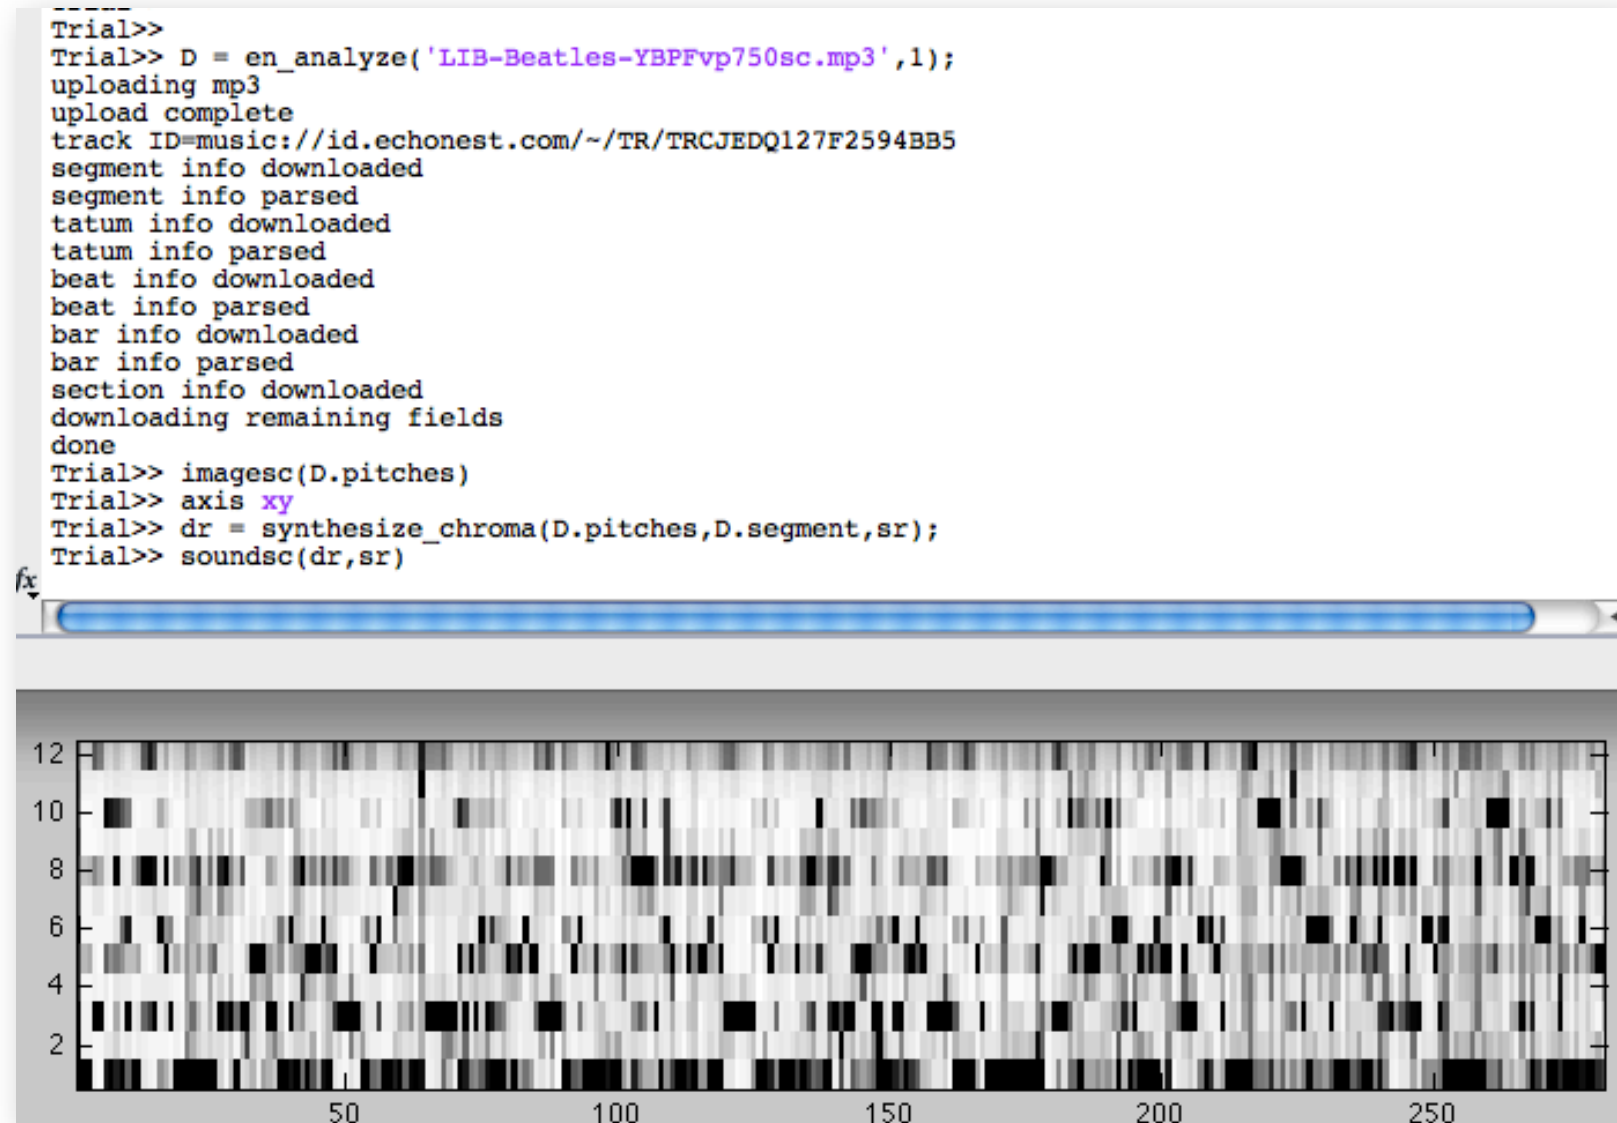 Trial>>
Trial>> D = en_analyze('LIB-Beatles-YBPFvp750sc.mp3',1);
uploading mp3
upload complete
track ID=music://id.echonest.com/~/TR/TRCJEDQ127F2594BB5
segment info downloaded
segment info parsed
tatum info downloaded
tatum info parsed
beat info downloaded
beat info parsed
bar info downloaded
bar info parsed
section info downloaded
downloading remaining fields
done
Trial>> imagesc(D.pitches)
Trial>> axis xy
Trial>> dr = synthesize_chroma(D.pitches,D.segment,sr);
Trial>> soundsc(dr,sr)
fx
12
10
8
6
4
2
50 100 150 200 250